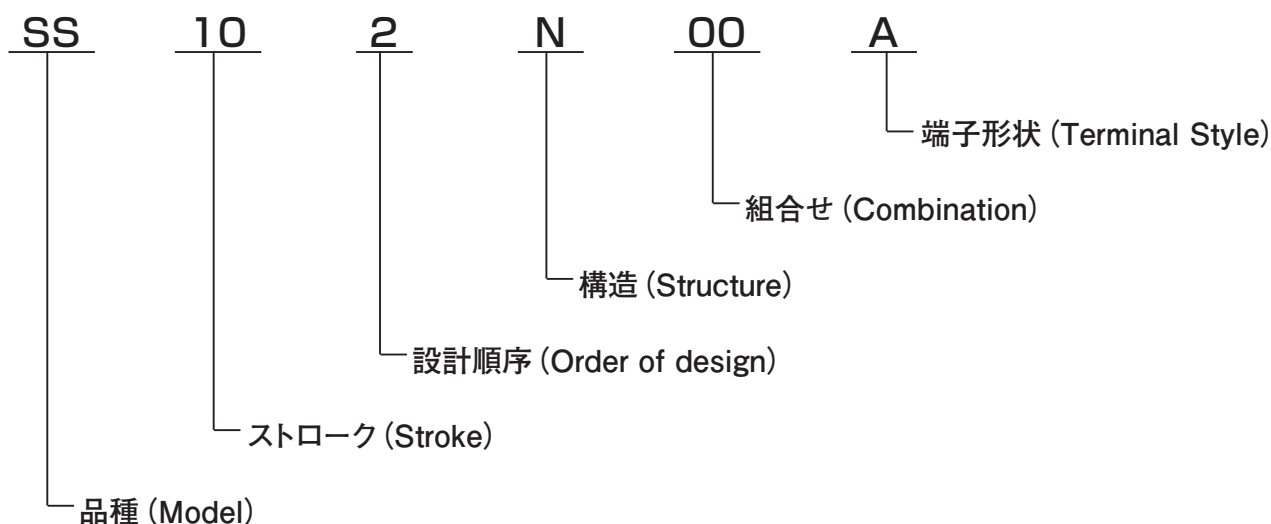 SS 10 2 N 00 A
端子形状 (Terminal Style)
組合せ (Combination)
構造 (Structure)
設計順序 (Order of design)
ストローク (Stroke)
品種 (Model)